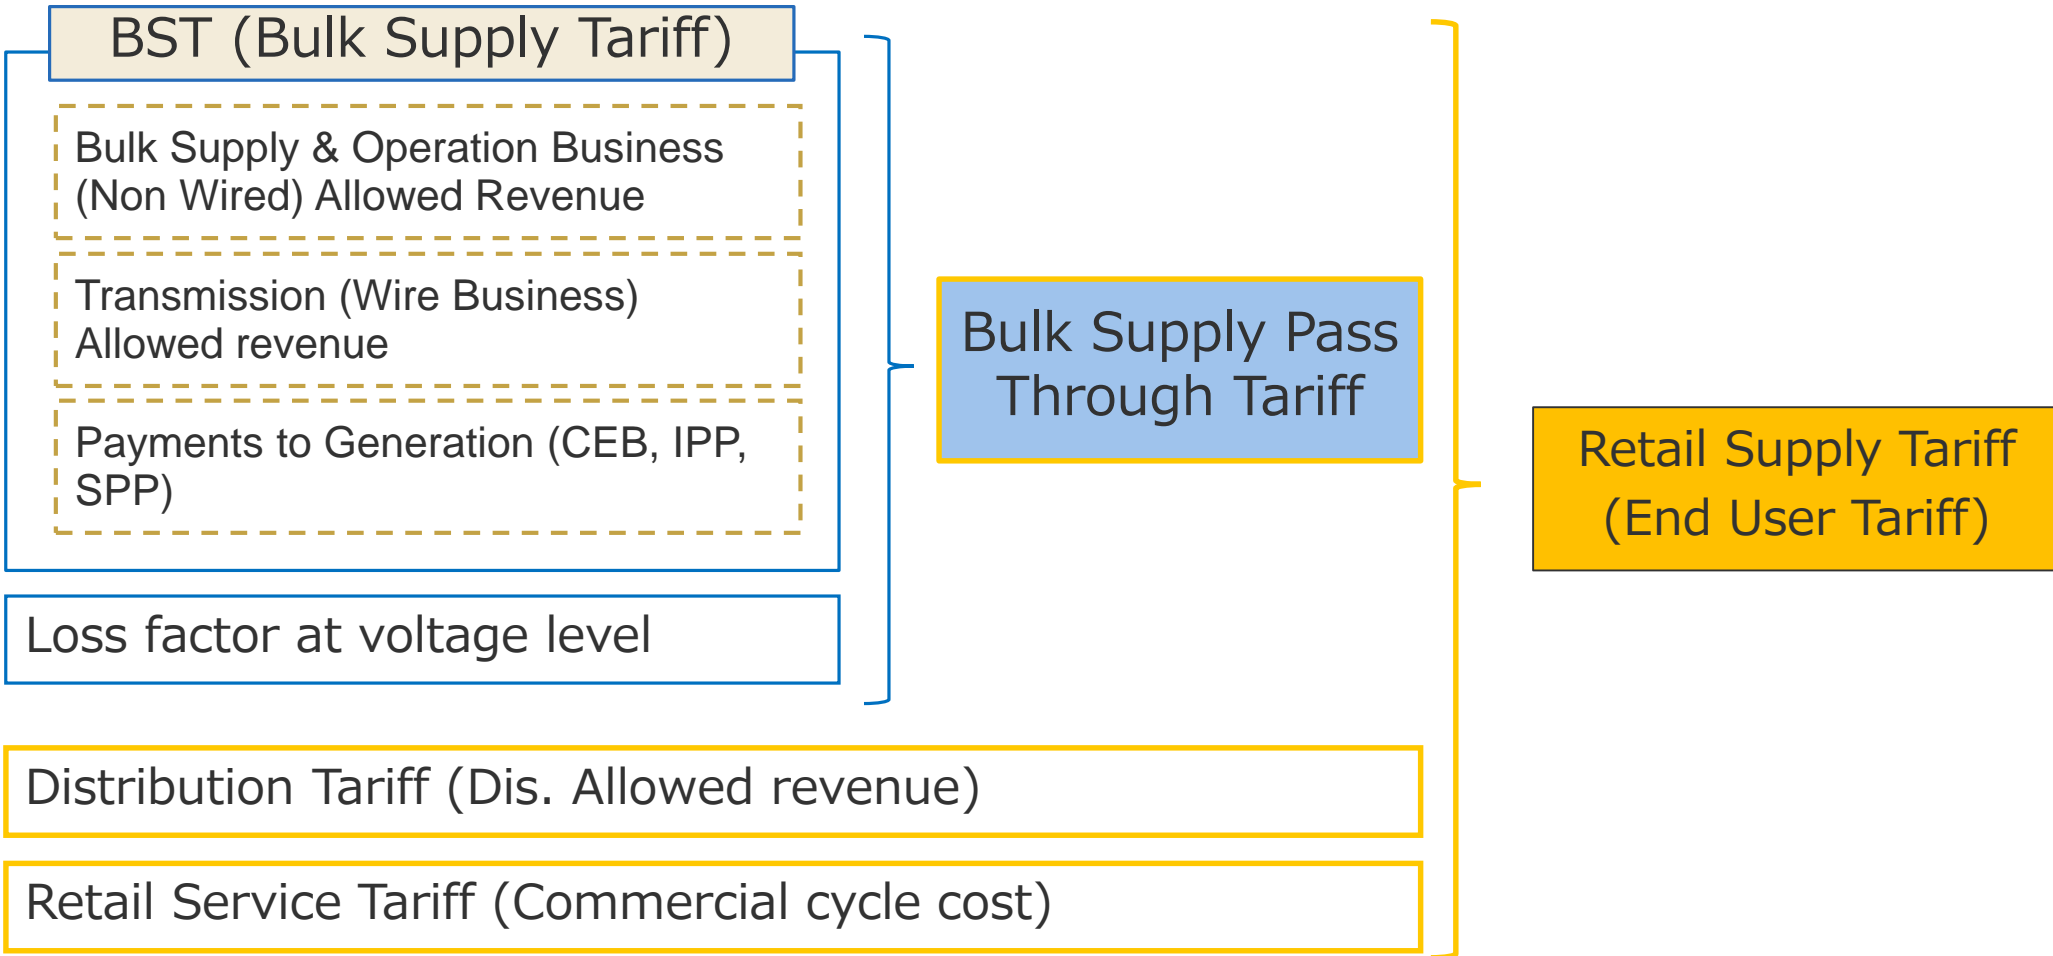 BST (Bulk Supply Tariff)
Bulk Supply & Operation Business
(Non Wired) Allowed Revenue
Transmission (Wire Business)
Allowed revenue
Payments to Generation (CEB, IPP,
SPP)
Loss factor at voltage level
Bulk Supply Pass
Through Tariff
Distribution Tariff (Dis. Allowed revenue)
Retail Service Tariff (Commercial cycle cost)
Retail Supply Tariff
(End User Tariff)